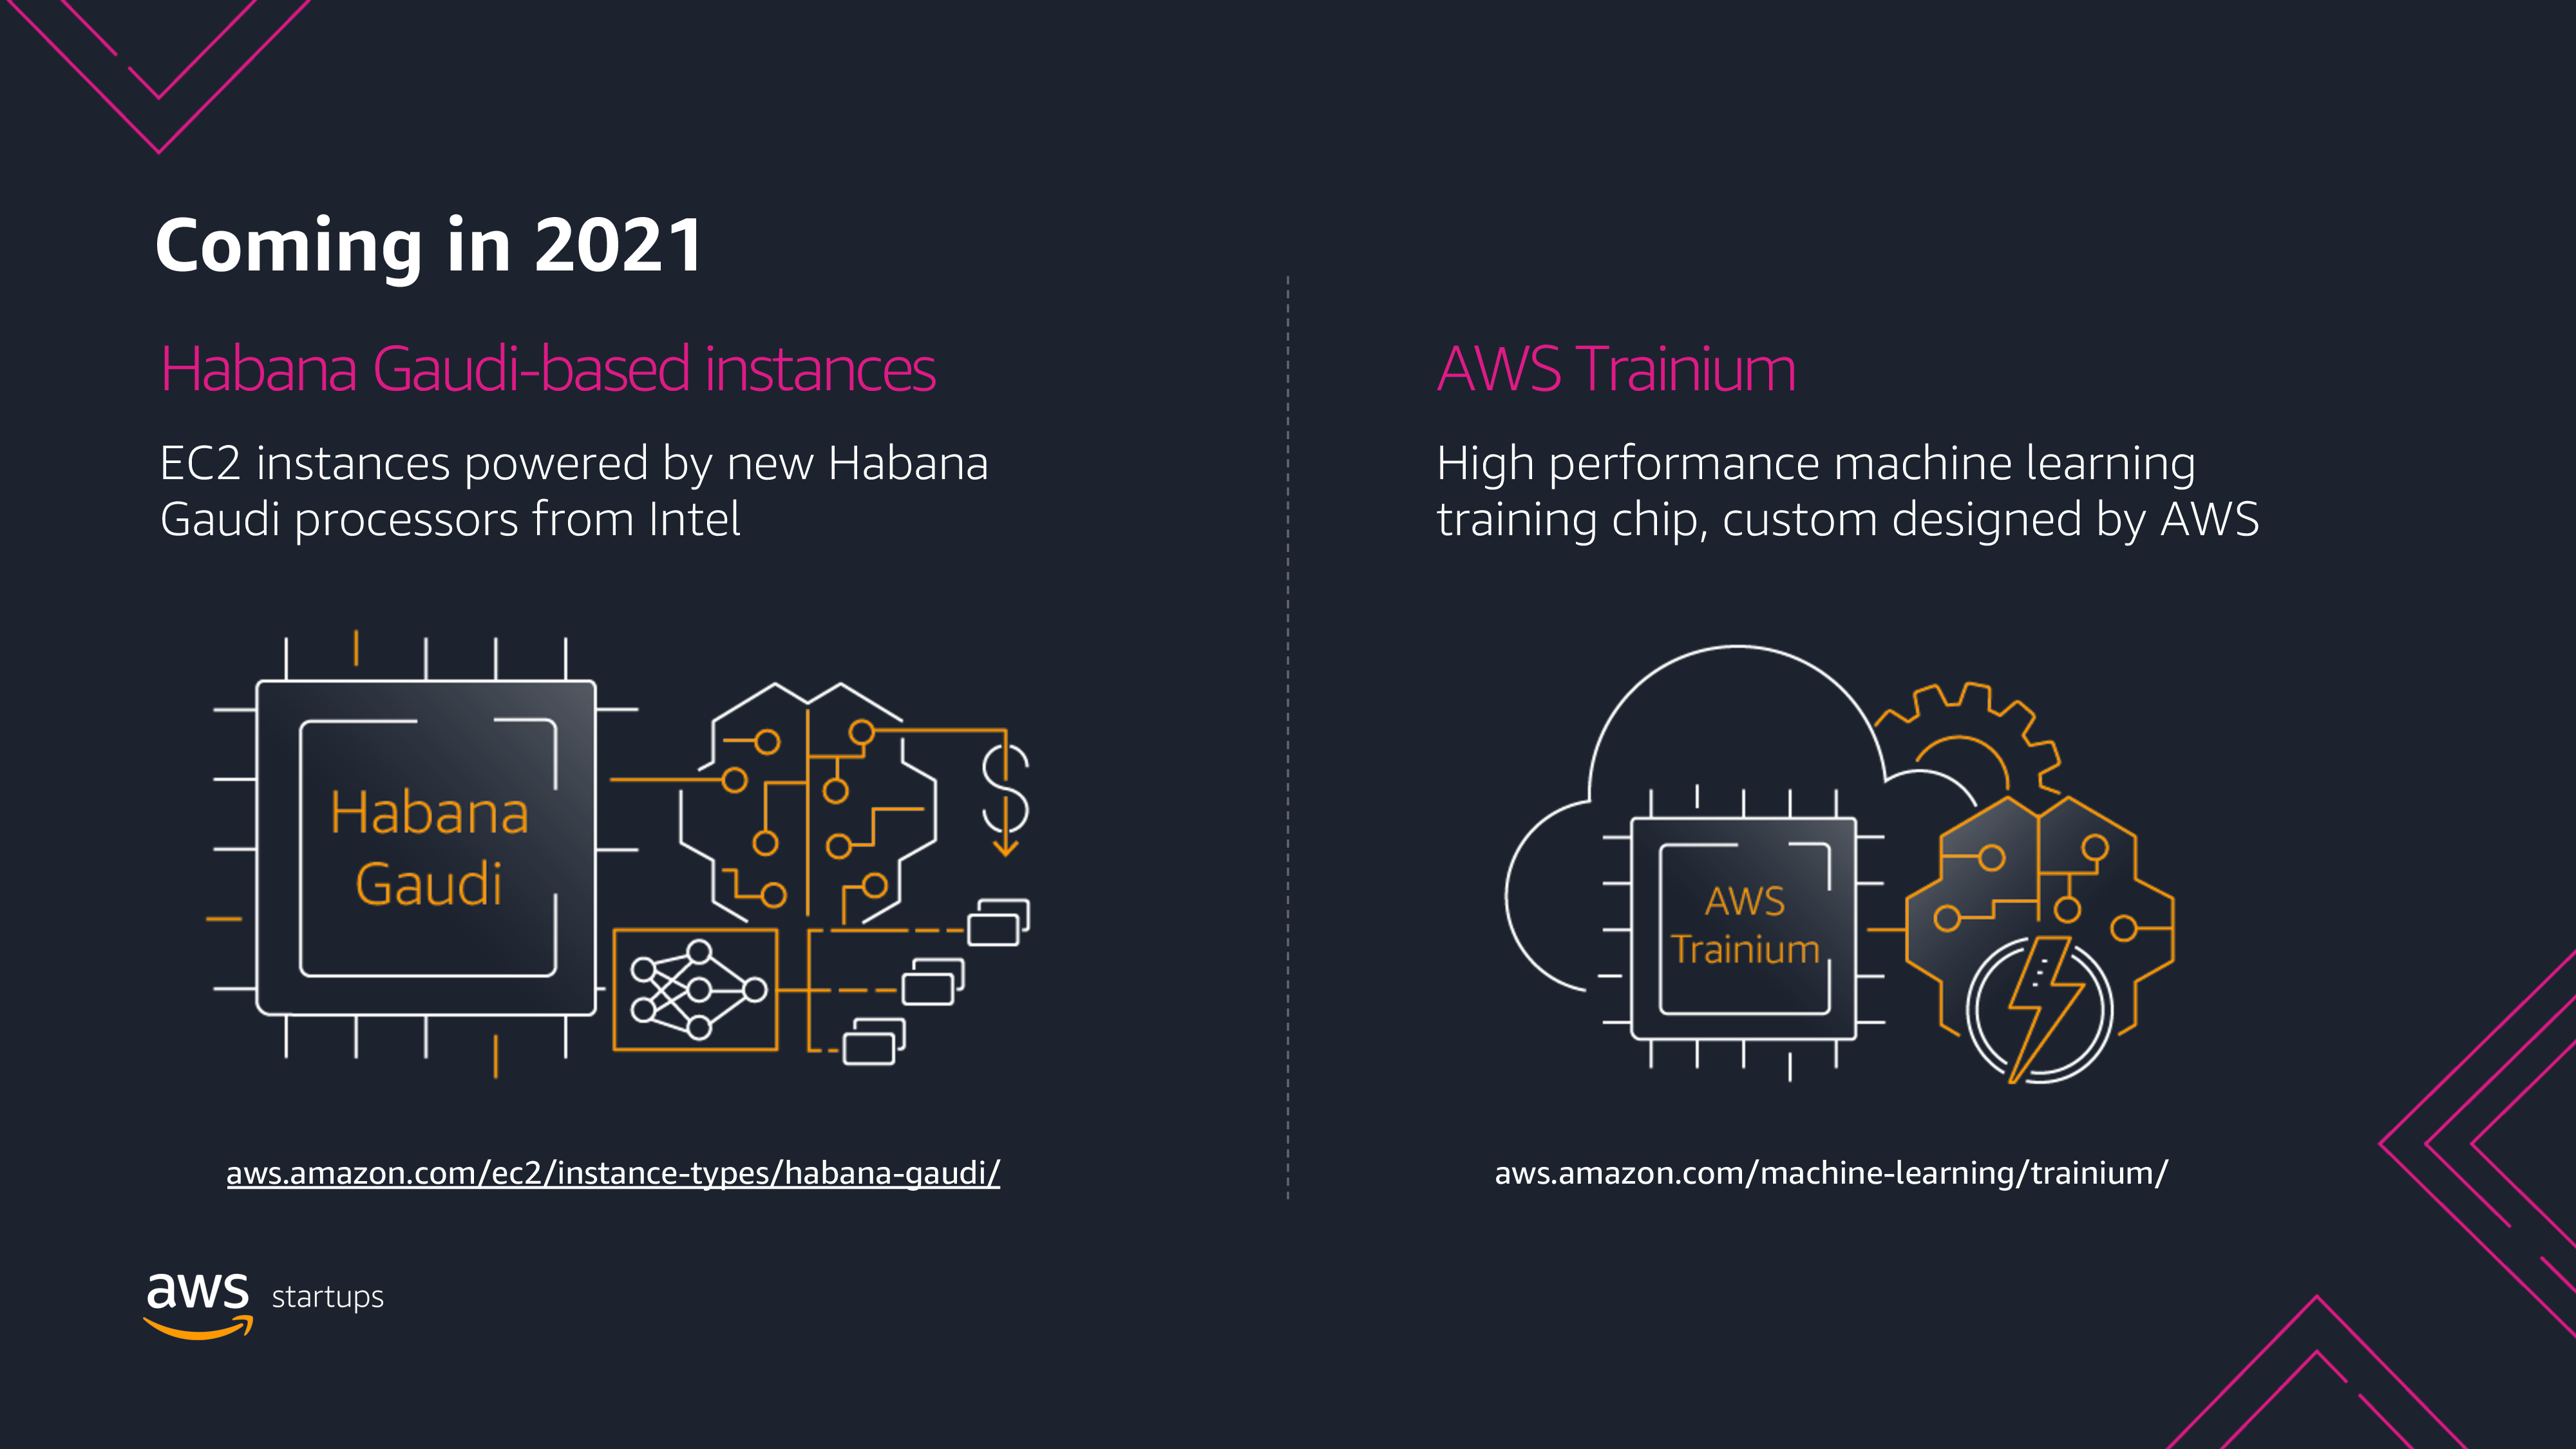 Coming in 2021
Habana Gaudi-based instances
EC2 instances powered by new Habana
Gaudi processors from Intel
Habana
Gaudi
aws.amazon.com/ec2/instance-types/habana-gaudi/
AWS Trainium
High performance machine learning
training chip, custom designed by AWS
AWS
Trainium
aws.amazon.com/machine-learning/trainium/
aws startups